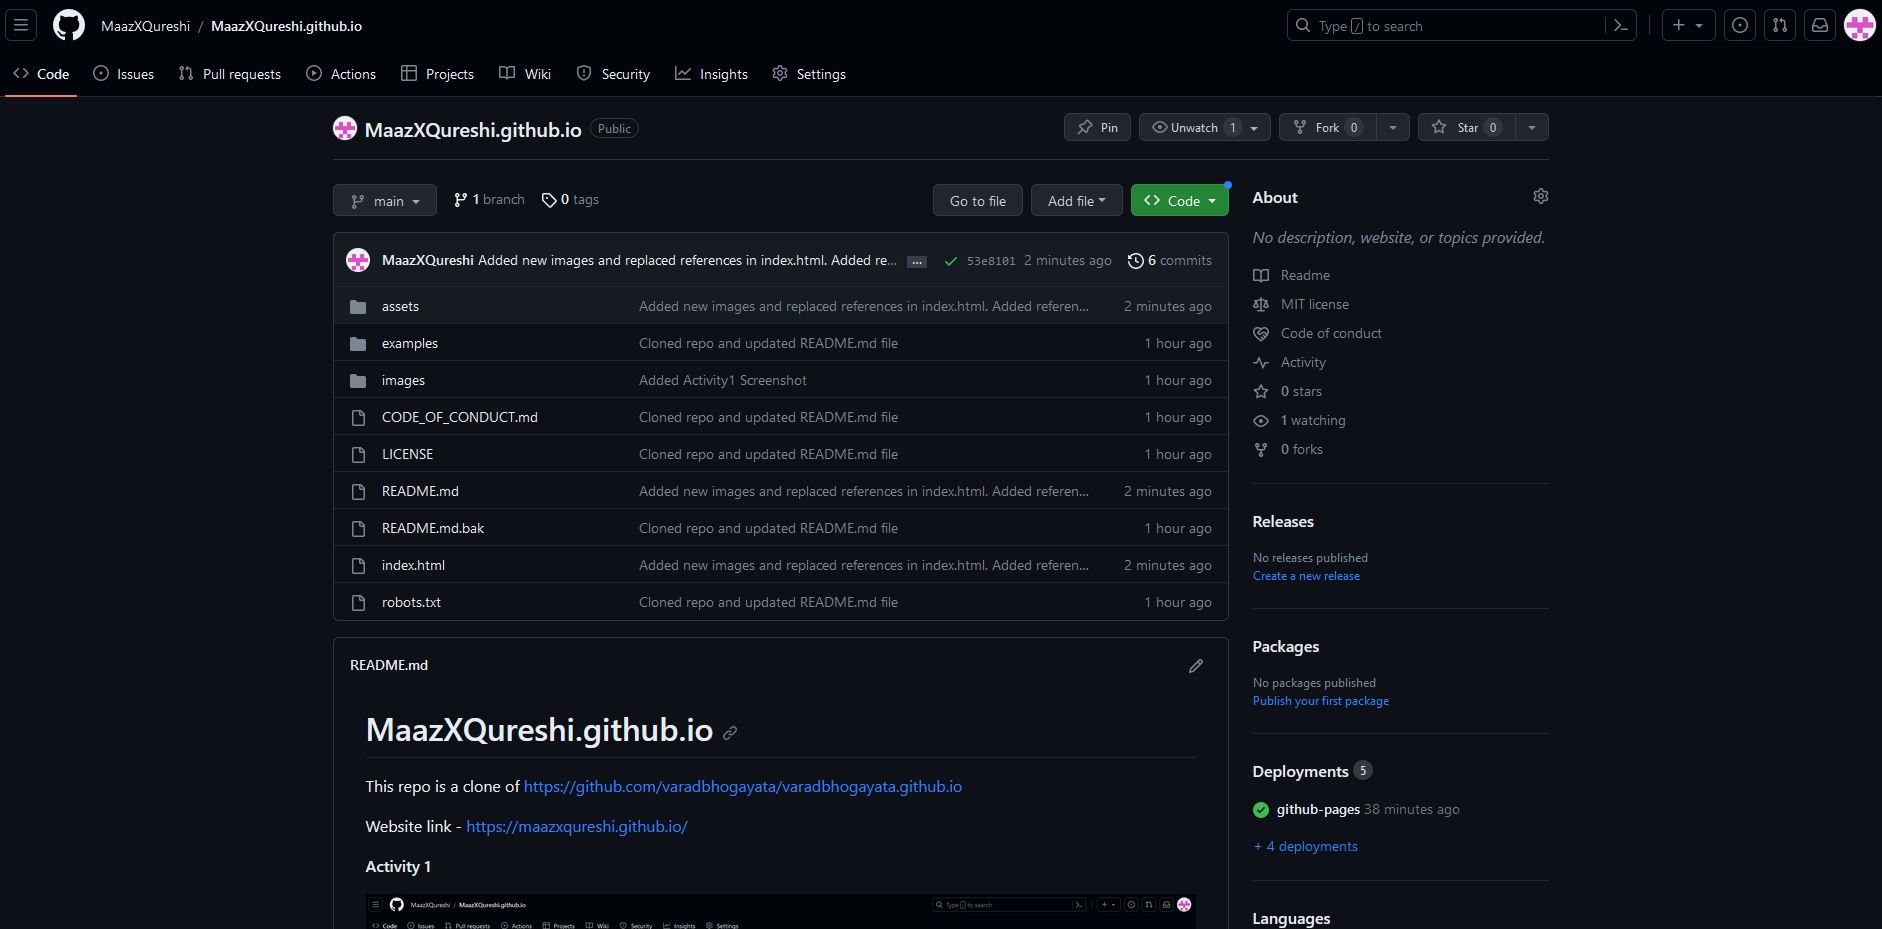 MaazXQureshi / MaazXQureshi.github.io Type / to search
Code Issues Pull requests Actions Projects Wiki Security Insights Settings
MaazXQureshi.github.io Public Pin Unwatch 1 Fork 0 Star 0
main 1 branch 0 tags Go to file Add file Code
MaazXQureshi Added new images and replaced references in index.html. Added re... ... 53e8101 2 minutes ago 6 commits
assets Added new images and replaced references in index.html. Added referen... 2 minutes ago
examples Cloned repo and updated README.md file 1 hour ago
images Added Activity1 Screenshot 1 hour ago
CODE_OF_CONDUCT.md Cloned repo and updated README.md file 1 hour ago
LICENSE Cloned repo and updated README.md file 1 hour ago
README.md Added new images and replaced references in index.html. Added referen... 2 minutes ago
README.md.bak Cloned repo and updated README.md file 1 hour ago
index.html Added new images and replaced references in index.html. Added referen... 2 minutes ago
robots.txt Cloned repo and updated README.md file 1 hour ago
README.md
MaazXQureshi.github.io
This repo is a clone of https://github.com/varadbhogayata/varadbhogayata.github.io
Website link - https://maazxqureshi.github.io/
Activity 1
MaazXQureshi / MaazXQureshi.github.io Type / to search
Code Issues Pull requests Actions Projects Wiki Security Insights Settings
About
No description, website, or topics provided.
Readme
MIT license
Code of conduct
Activity
0 stars
1 watching
0 forks
Releases
No releases published
Create a new release
Packages
No packages published
Publish your first package
Deployments 5
github-pages 38 minutes ago
+ 4 deployments
Languages